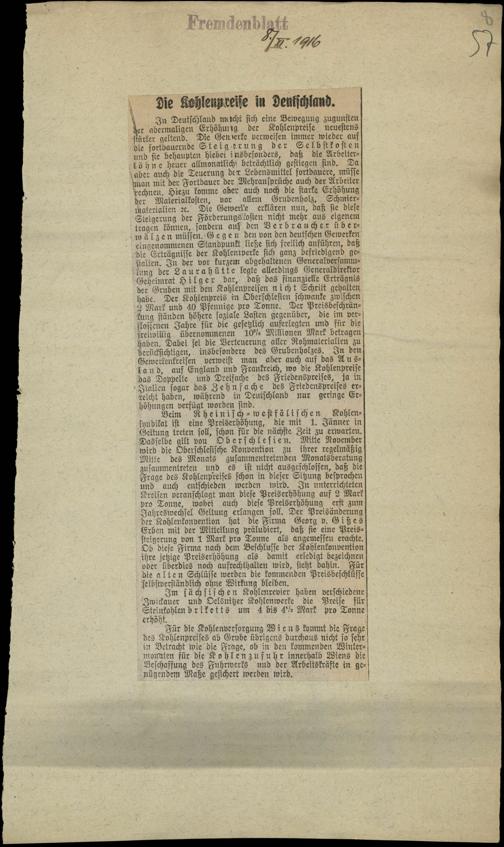 8
57
Fremdenblatt
8./XI. 1916
Die Kohlenpreise in Deutschland.
In Deutschland macht sich eine Bewegung zugunsten
der abermaligen Erhöhung der Kohlenpreise neuestens
stärker geltend. Die Gewerke verweisen immer wieder auf
die fortdauernde Steigerung der Selbstkosten
und sie behaupten hiebei insbesonders, daß die Arbeiter-
löhne heuer allmonatlich beträchtlich gestiegen sind. Da
aber auch die Teuerung der Lebensmittel fortdauere, müsse
man mit der Fortdauer der Mehransprüche auch der Arbeiter
rechnen. Hiezu komme aber auch noch die starke Erhöhung
der Materialkosten, vor allem Grubenholz, Schmier-
materialien ꝛc. Die Gewerke erklären nun, daß sie diese
Steigerung der Förderungskosten nicht mehr aus eigenem
tragen können, sondern auf den Verbraucher über-
wälzen müssen. Gegen den von den deutschen Gewerken
eingenommenen Standpunkt ließe sich freilich anführen, daß
die Erträgnisse der Kohlenwerke sich ganz befriedigend ge-
halten. In der vor kurzem abgehaltenen Generalversamm-
lung der Laurahütte legte allerdings Generaldirektor
Geheimrat Hilger dar, daß das finanzielle Erträgnis
der Gruben mit den Kohlenpreisen nicht Schritt gehalten
habe. Der Kohlenpreis in Oberschlesien schwanke zwischen
2 Mark und 40 Pfennige pro Tonne. Der Preisbeschrän-
kung ständen höhere soziale Lasten gegenüber, die im ver-
flossenen Jahre für die gesetzlich auferlegten und für die
freiwillig übernommenen Millionen Mark betragen
haben. Dabei sei die Verteuerung aller Rohmaterialien zu
berücksichtigen, insbesondere des Grubenholzes. In den
Gewerkenkreisen verweist man aber auch auf das Aus-
land, auf England und Frankreich, wo die Kohlenpreise
das Doppelte und Dreifache des Friedenspreises, ja in
Italien sogar das Zehnfache des Friedenspreises er-
reicht haben, während in Deutschland nur geringe Er-
höhungen verfügt worden sind.
Beim Rheinisch-westfälischen Kohlen-
syndikat ist eine Preiserhöhung, die mit 1. Jänner in
Geltung treten soll, schon für die nächste Zeit zu erwarten.
Dasselbe gilt von Oberschlesien. Mitte November
wird die Oberschlesische Konvention zu ihrer regelmäßig
Mitte des Monats zusammentretenden Monatsberatung
zusammentreten und es ist nicht ausgeschlossen, daß die
Frage des Kohlenpreises schon in dieser Sitzung besprochen
und auch entschieden werden wird. In unterrichteten
Kreisen veranschlagt man diese Preiserhöhung auf 2 Mark
pro Tonne, wobei auch diese Preiserhöhung erst zum
Jahreswechsel Geltung erlangen soll. Der Preisänderung
der Kohlenkonvention hat die Firma Georg v. Gisches
Erben mit der Mitteilung präludiert, daß sie eine Preis-
steigerung von 1 Mark pro Tonne als angemessen erachte.
Ob diese Firma nach dem Beschlusse der Kohlenkonvention
ihre jetzige Preiserhöhung als damit erledigt bezeichnen
oder überdies noch aufrechthalten wird, steht dahin. Für
die alten Schlüsse werden die kommenden Preisbeschlüsse
selbstverständlich ohne Wirkung bleiben.
Im sächsischen Kohlenrevier haben verschiedene
Zwickauer und Oelsnitzer Kohlenwerke die Preise für
Steinkohlenbriketts um 4 bis 4½ Mark pro Tonne
erhöht.
Für die Kohlenversorgung Wiens kommt die Frage
des Kohlenpreises ab Grube übrigens durchaus nicht so sehr
in Betracht wie die Frage, ob in den kommenden Winter-
monaten für die Kohlenzufuhr innerhalb Wiens die
Beschaffung des Fuhrwerks und der Arbeitskräfte in ge-
nügendem Maße gesichert werden wird.